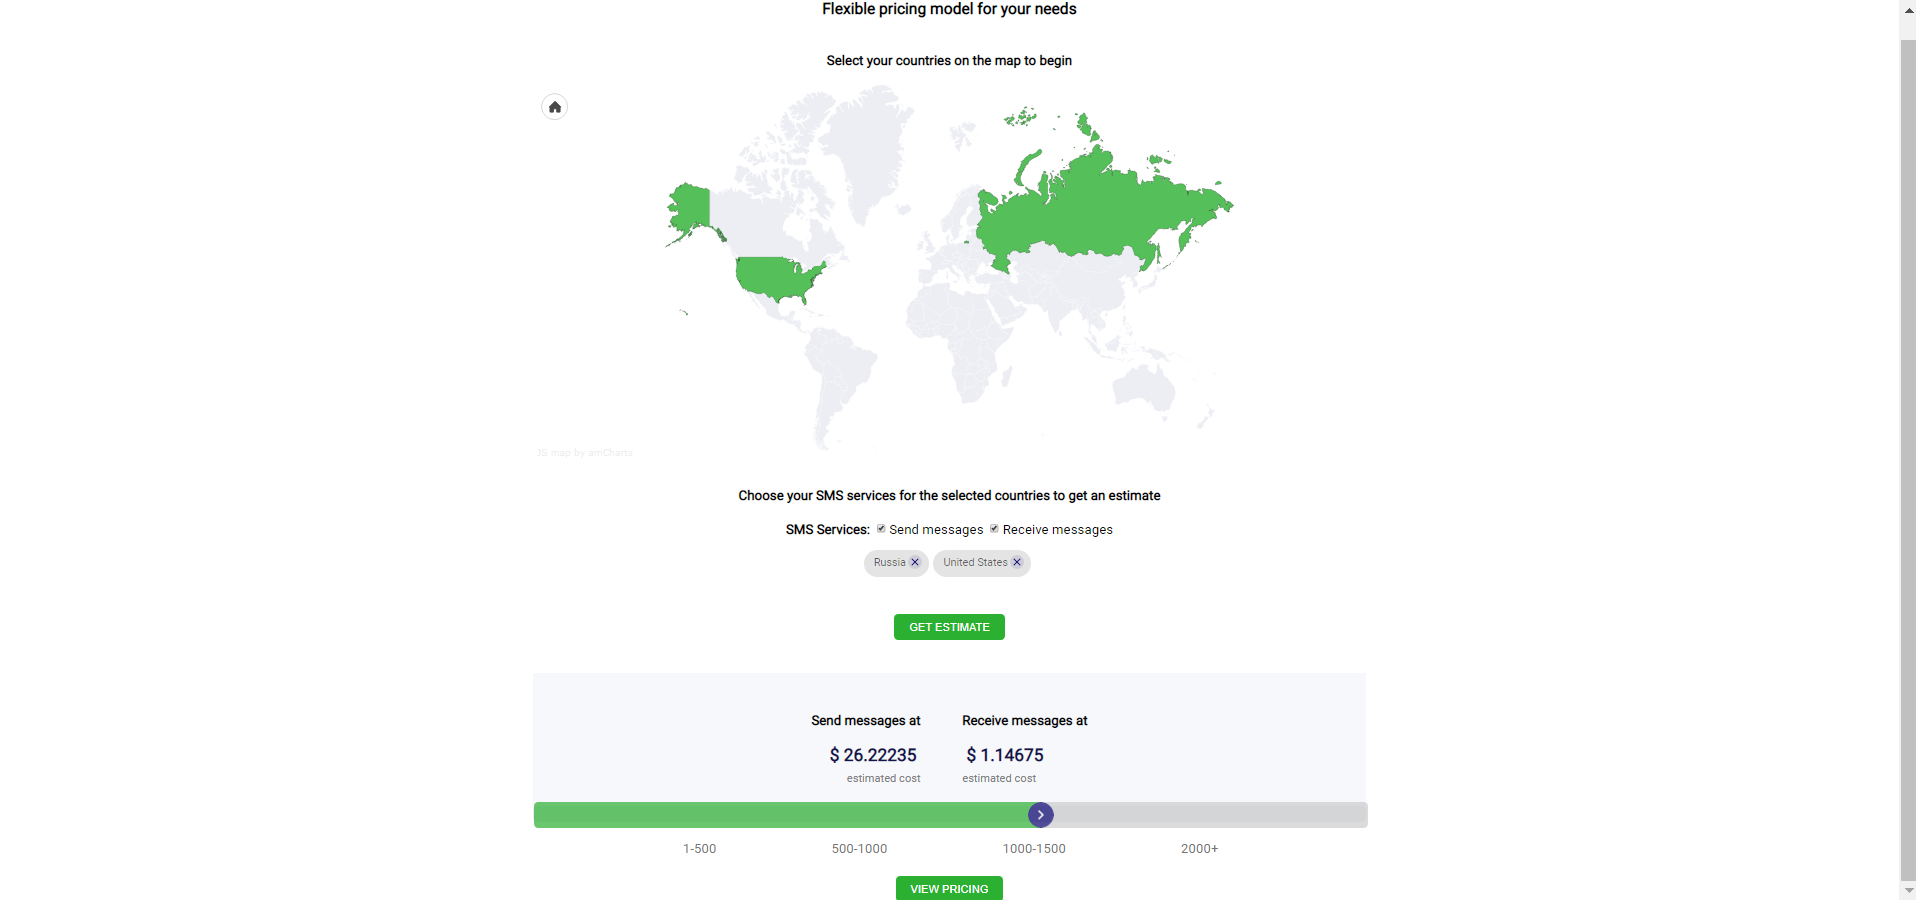 Flexible pricing model for your needs
Select your countries on the map to begin
JS map by amCharts
Choose your SMS services for the selected countries to get an estimate
SMS Services: Send messages Receive messages
Russia United States
GET ESTIMATE
Send messages at Receive messages at
$ 26.22235 $ 1.14675
estimated cost estimated cost
1-500 500-1000 1000-1500 2000+
VIEW PRICING